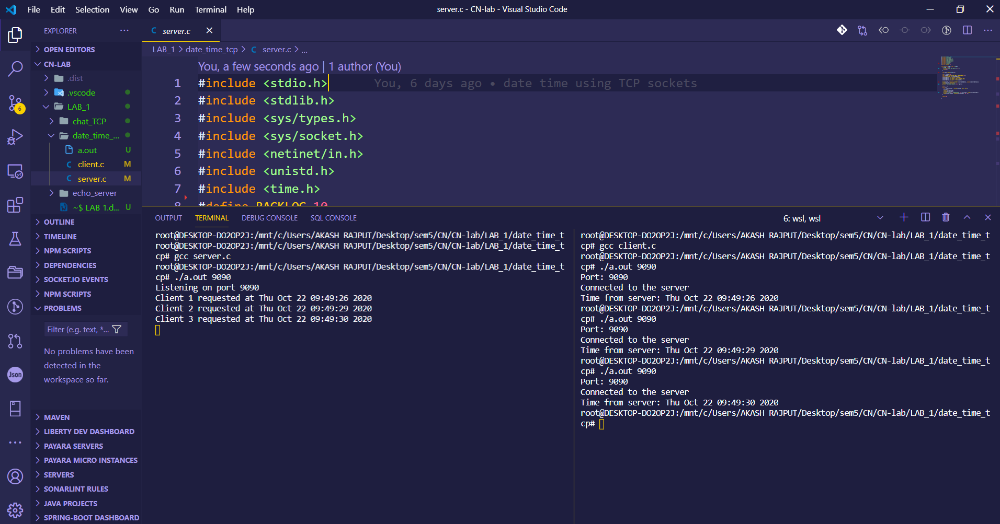 File Edit Selection View Go Run Terminal Help
server.c - CN-lab - Visual Studio Code
EXPLORER
OPEN EDITORS
CN-LAB
.dist
.vscode
LAB_1
chat_TCP
date_time_...
a.out U
client.c M
server.c M
echo_server
~$ LAB 1.d... U
OUTLINE
TIMELINE
NPM SCRIPTS
DEPENDENCIES
SOCKET.IO EVENTS
NPM SCRIPTS
PROBLEMS
Filter (e.g. text, *...
No problems have been
detected in the
workspace so far.
MAVEN
LIBERTY DEV DASHBOARD
PAYARA SERVERS
PAYARA MICRO INSTANCES
SERVERS
SONARLINT RULES
JAVA PROJECTS
SPRING-BOOT DASHBOARD
6
Json
C server.c
LAB_1 > date_time_tcp > C server.c > ...
You, a few seconds ago | 1 author (You)
1 #include <stdio.h> You, 6 days ago • date time using TCP sockets
2 #include <stdlib.h>
3 #include <sys/types.h>
4 #include <sys/socket.h>
5 #include <netinet/in.h>
6 #include <unistd.h>
7 #include <time.h>
8 #define BACKLOG 10
OUTPUT TERMINAL DEBUG CONSOLE SQL CONSOLE
6: wsl, wsl
root@DESKTOP-DO2OP2J:/mnt/c/Users/AKASH RAJPUT/Desktop/sem5/CN/CN-lab/LAB_1/date_time_t
root@DESKTOP-DO2OP2J:/mnt/c/Users/AKASH RAJPUT/Desktop/sem5/CN/CN-lab/LAB_1/date_time_t
cp# gcc server.c
root@DESKTOP-DO2OP2J:/mnt/c/Users/AKASH RAJPUT/Desktop/sem5/CN/CN-lab/LAB_1/date_time_t
cp# ./a.out 9090
Listening on port 9090
Client 1 requested at Thu Oct 22 09:49:26 2020
Client 2 requested at Thu Oct 22 09:49:29 2020
Client 3 requested at Thu Oct 22 09:49:30 2020
root@DESKTOP-DO2OP2J:/mnt/c/Users/AKASH RAJPUT/Desktop/sem5/CN/CN-lab/LAB_1/date_time_t
cp# gcc client.c
root@DESKTOP-DO2OP2J:/mnt/c/Users/AKASH RAJPUT/Desktop/sem5/CN/CN-lab/LAB_1/date_time_t
cp# ./a.out 9090
Port: 9090
Connected to the server
Time from server: Thu Oct 22 09:49:26 2020
root@DESKTOP-DO2OP2J:/mnt/c/Users/AKASH RAJPUT/Desktop/sem5/CN/CN-lab/LAB_1/date_time_t
cp# ./a.out 9090
Port: 9090
Connected to the server
Time from server: Thu Oct 22 09:49:29 2020
root@DESKTOP-DO2OP2J:/mnt/c/Users/AKASH RAJPUT/Desktop/sem5/CN/CN-lab/LAB_1/date_time_t
cp# ./a.out 9090
Port: 9090
Connected to the server
Time from server: Thu Oct 22 09:49:30 2020
root@DESKTOP-DO2OP2J:/mnt/c/Users/AKASH RAJPUT/Desktop/sem5/CN/CN-lab/LAB_1/date_time_t
cp#